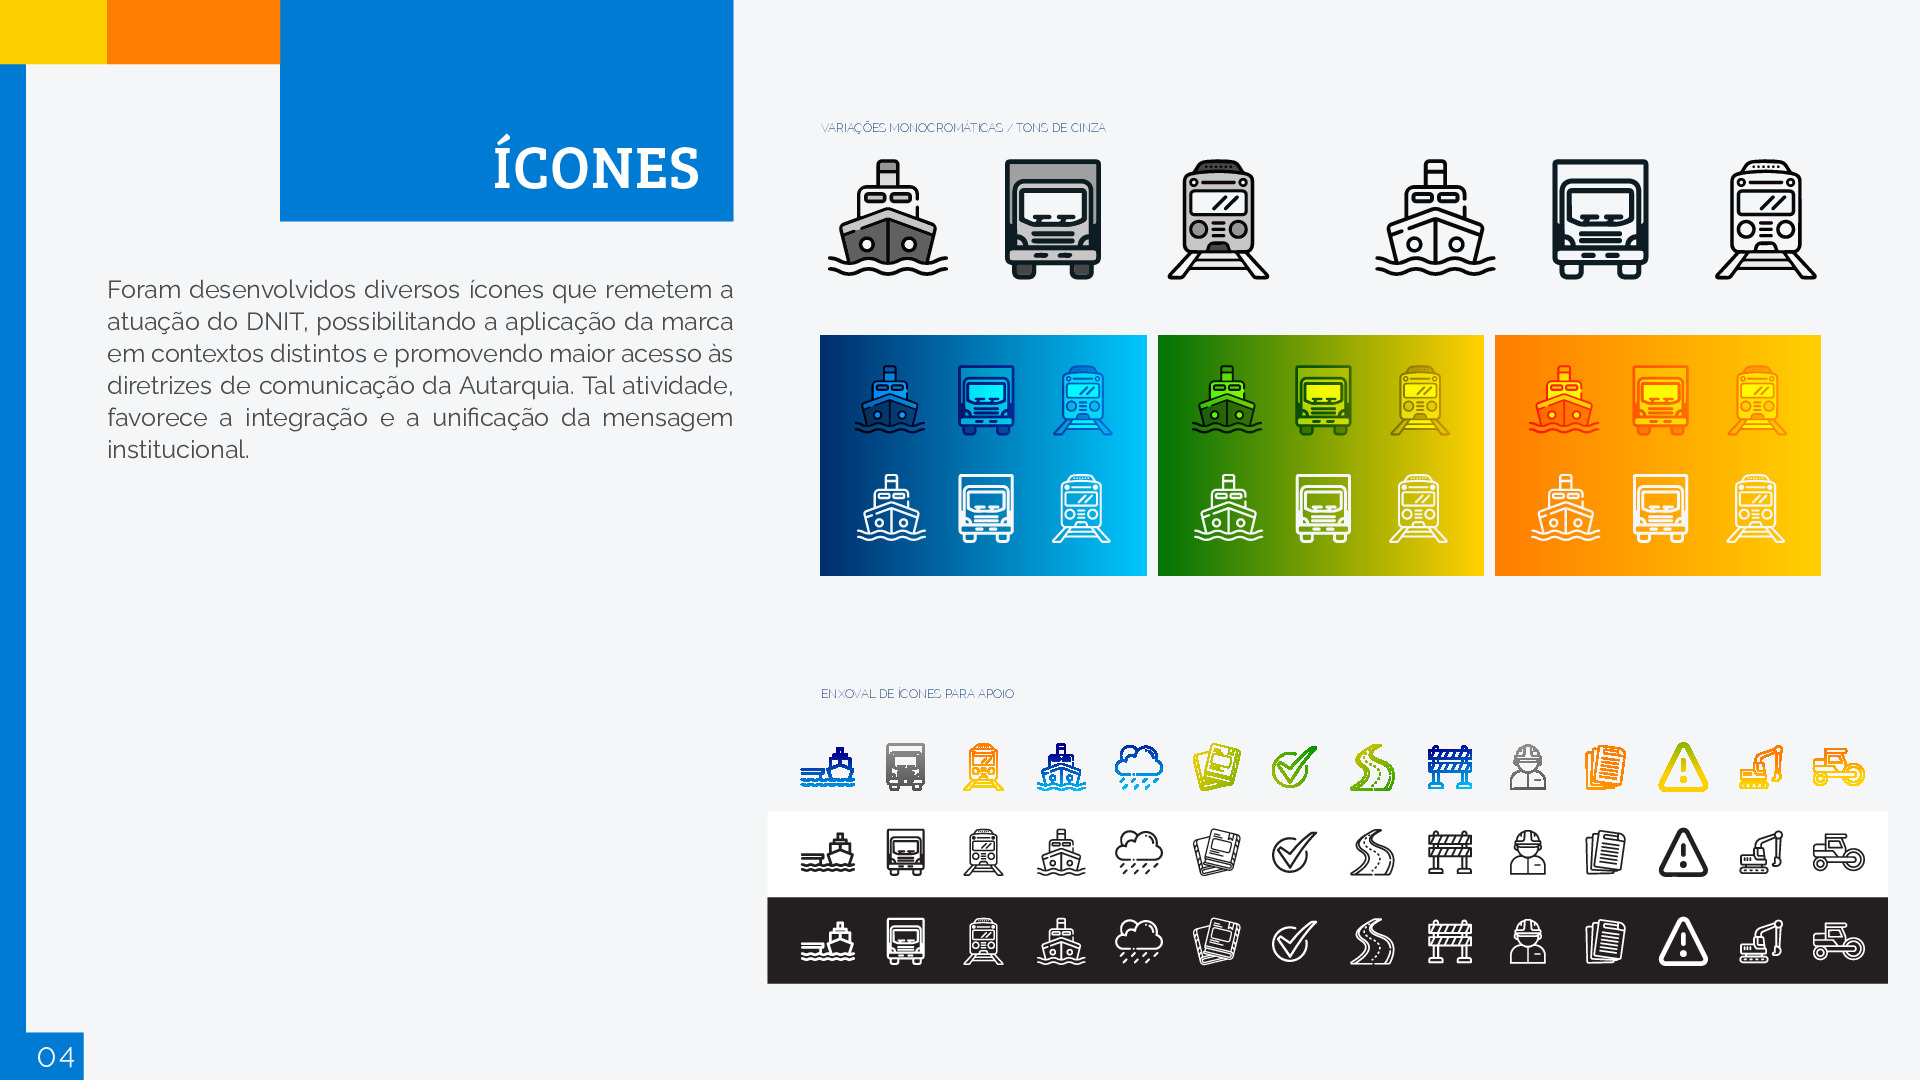 ÍCONES
Foram desenvolvidos diversos ícones que remetem a
atuação do DNIT, possibilitando a aplicação da marca
em contextos distintos e promovendo maior acesso às
diretrizes de comunicação da Autarquia. Tal atividade,
favorece a integração e a unificação da mensagem
institucional.
VARIAÇÕES MONOCROMÁTICAS / TONS DE CINZA
ENXOVAL DE ÍCONES PARA APOIO
04